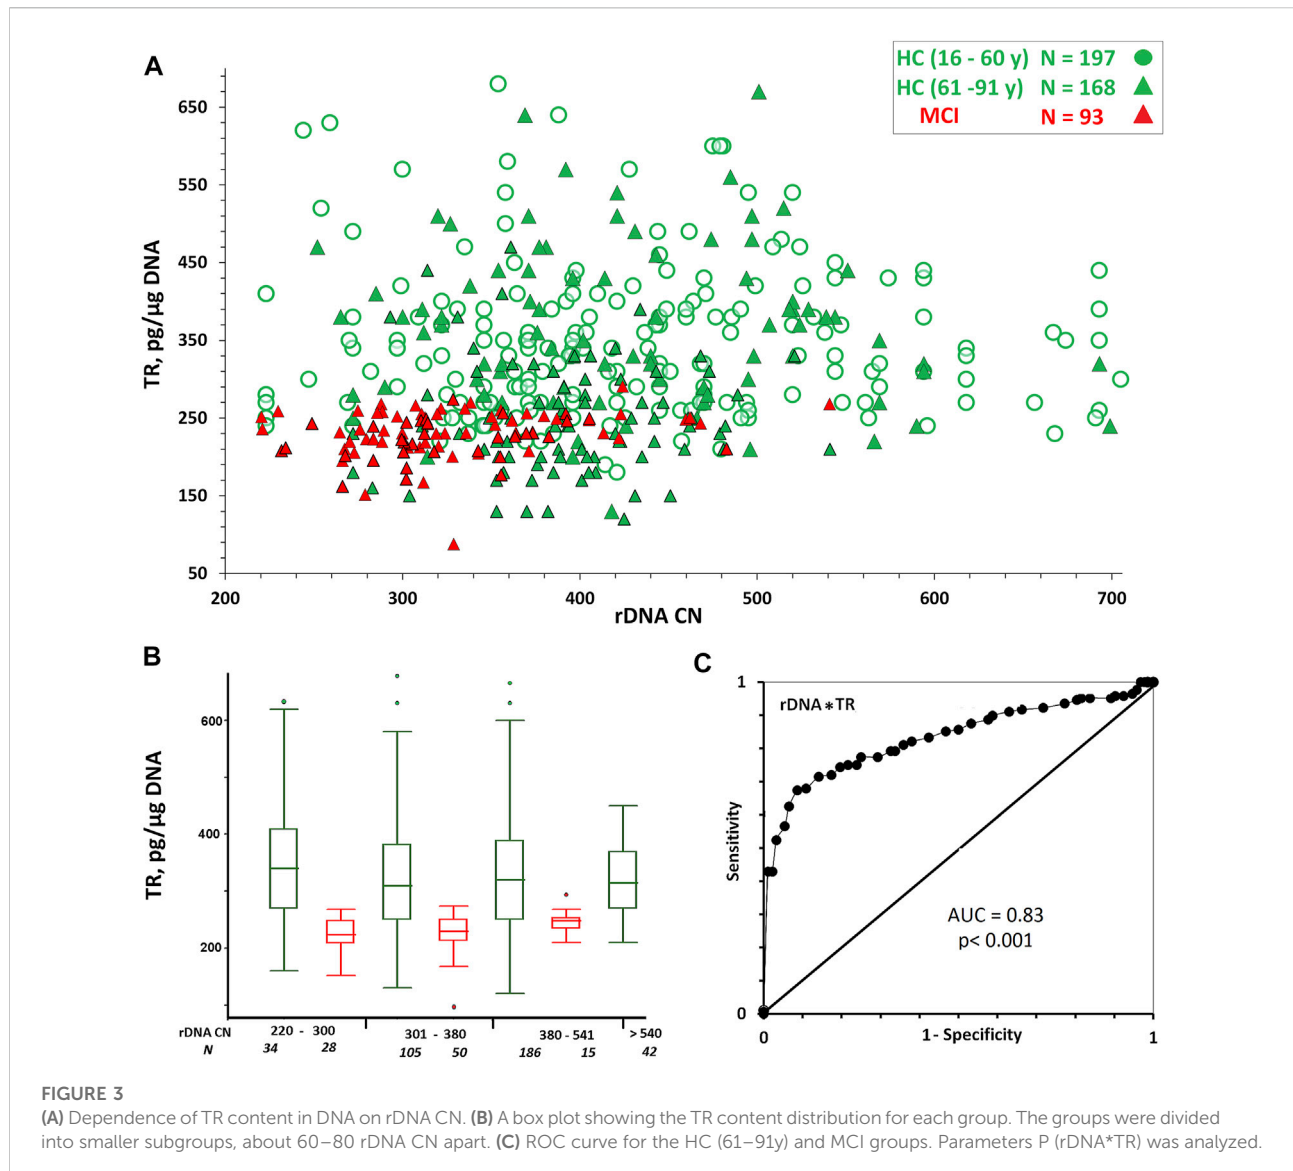 A
HC (16 - 60 y) N = 197
HC (61 -91 y) N = 168
MCI N = 93
TR, pg/µg DNA
650
550
450
350
250
150
50
200 300 400 500 600 700
rDNA CN
B
TR, pg/µg DNA
600
400
200
rDNA CN 220 - 300 301 - 380 380 - 541 > 540
N 34 28 105 50 186 15 42
C
1
rDNA*TR
Sensitivity
AUC = 0.83
p< 0.001
0
0 1- Specificity 1
FIGURE 3
(A) Dependence of TR content in DNA on rDNA CN. (B) A box plot showing the TR content distribution for each group. The groups were divided
into smaller subgroups, about 60–80 rDNA CN apart. (C) ROC curve for the HC (61–91y) and MCI groups. Parameters P (rDNA*TR) was analyzed.